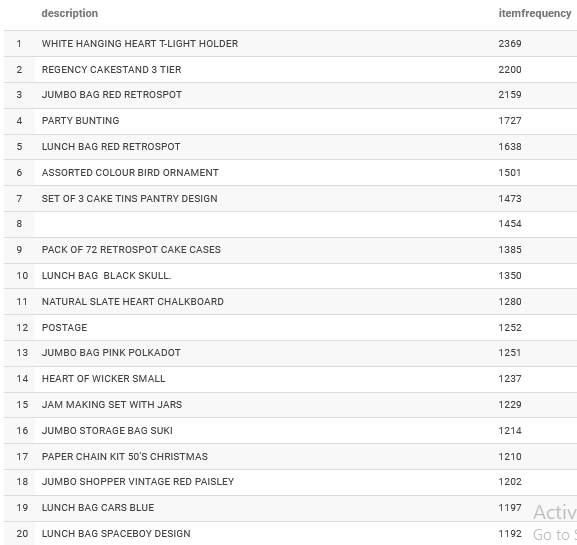 description itemfrequency
1 WHITE HANGING HEART T-LIGHT HOLDER 2369
2 REGENCY CAKESTAND 3 TIER 2200
3 JUMBO BAG RED RETROSPOT 2159
4 PARTY BUNTING 1727
5 LUNCH BAG RED RETROSPOT 1638
6 ASSORTED COLOUR BIRD ORNAMENT 1501
7 SET OF 3 CAKE TINS PANTRY DESIGN 1473
8 1454
9 PACK OF 72 RETROSPOT CAKE CASES 1385
10 LUNCH BAG  BLACK SKULL. 1350
11 NATURAL SLATE HEART CHALKBOARD 1280
12 POSTAGE 1252
13 JUMBO BAG PINK POLKADOT 1251
14 HEART OF WICKER SMALL 1237
15 JAM MAKING SET WITH JARS 1229
16 JUMBO STORAGE BAG SUKI 1214
17 PAPER CHAIN KIT 50'S CHRISTMAS 1210
18 JUMBO SHOPPER VINTAGE RED PAISLEY 1202
19 LUNCH BAG CARS BLUE 1197
Activ
20 LUNCH BAG SPACEBOY DESIGN 1192
Go to S